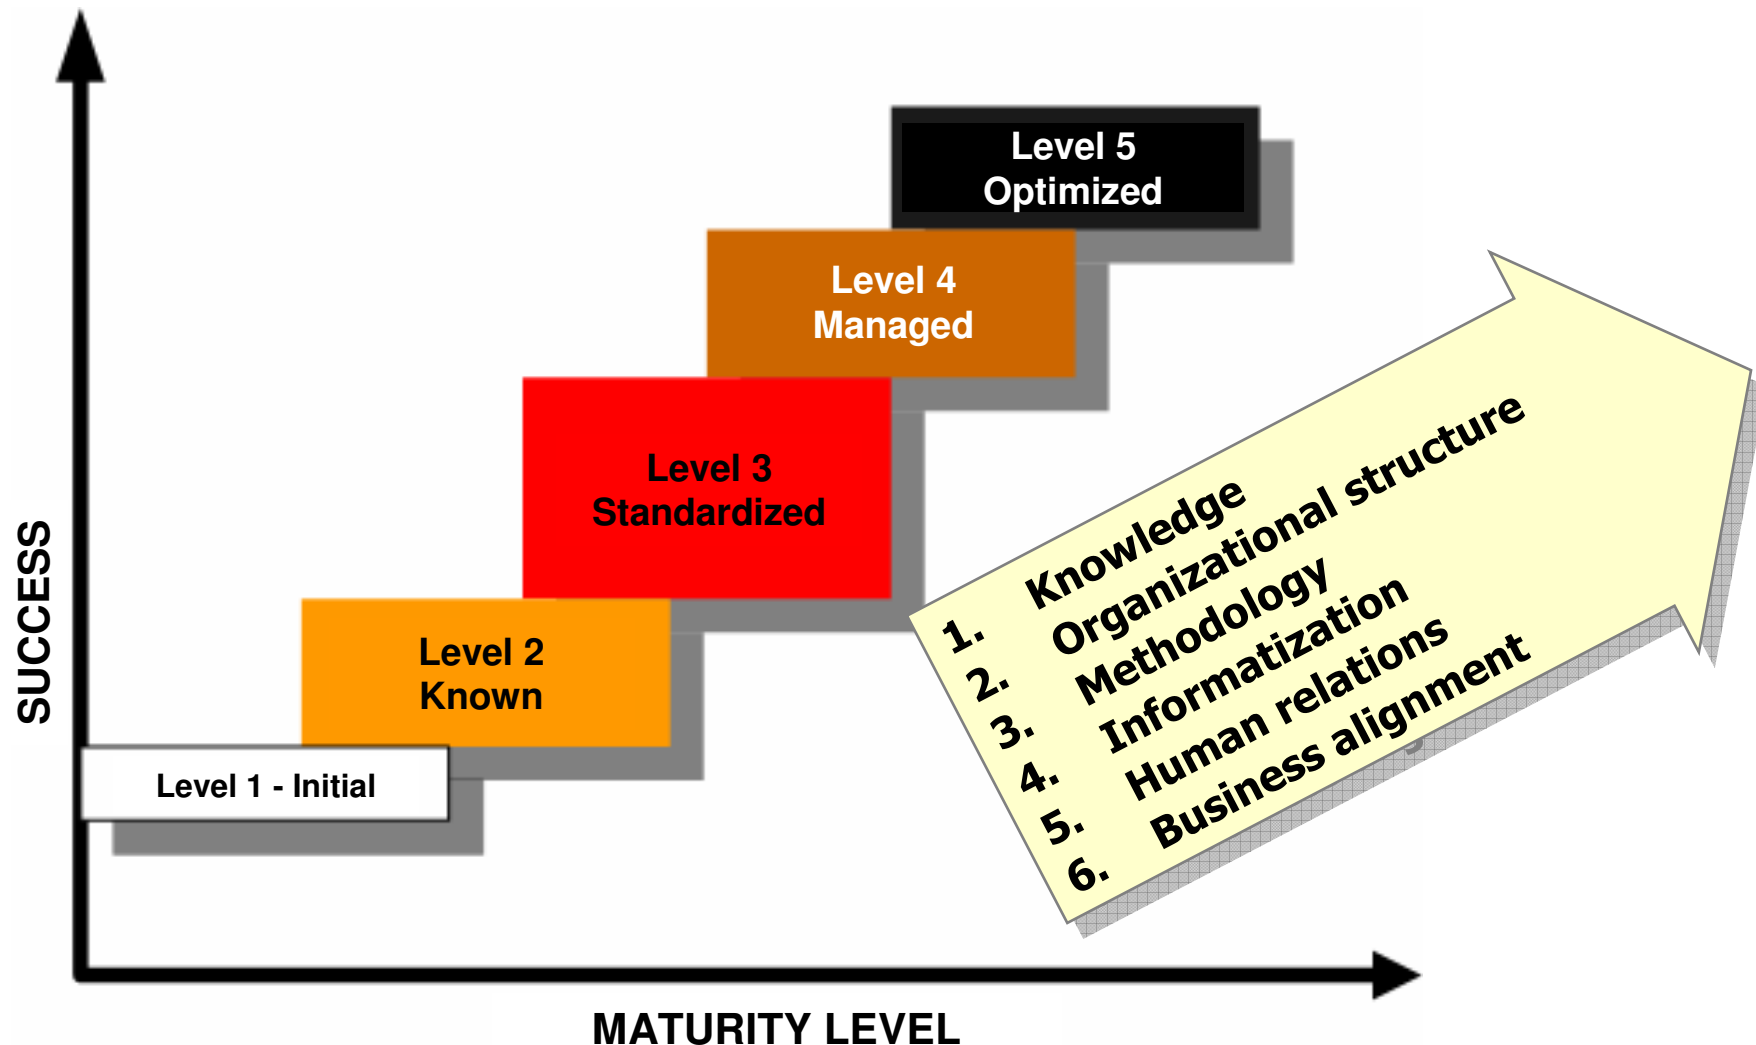 Level 5
Optimized
Level 4
Managed
Level 3
Standardized
Level 2
Known
Level 1 - Initial
SUCCESS
MATURITY LEVEL
1. Knowledge
2. Organizational structure
3. Methodology
4. Informatization
5. Human relations
6. Business alignment